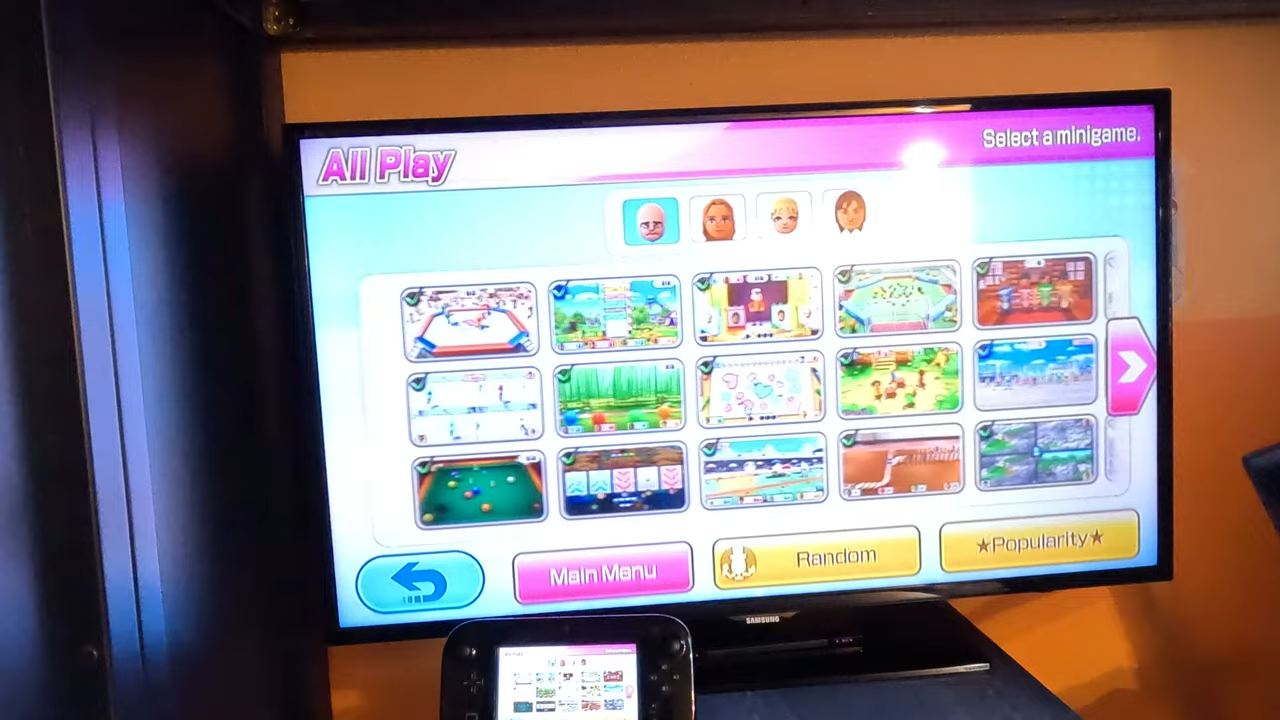 All Play
Select a minigame.
Main Menu
Random
★Popularity★
SAMSUNG